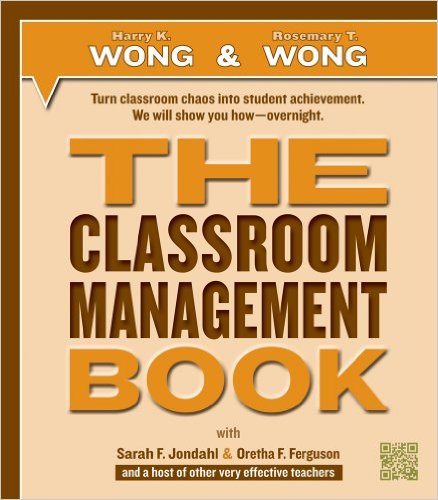 Harry K. Rosemary T.
WONG & WONG
Turn classroom chaos into student achievement.
We will show you how—overnight.
THE
CLASSROOM
MANAGEMENT
BOOK
with
Sarah F. Jondahl & Oretha F. Ferguson
and a host of other very effective teachers